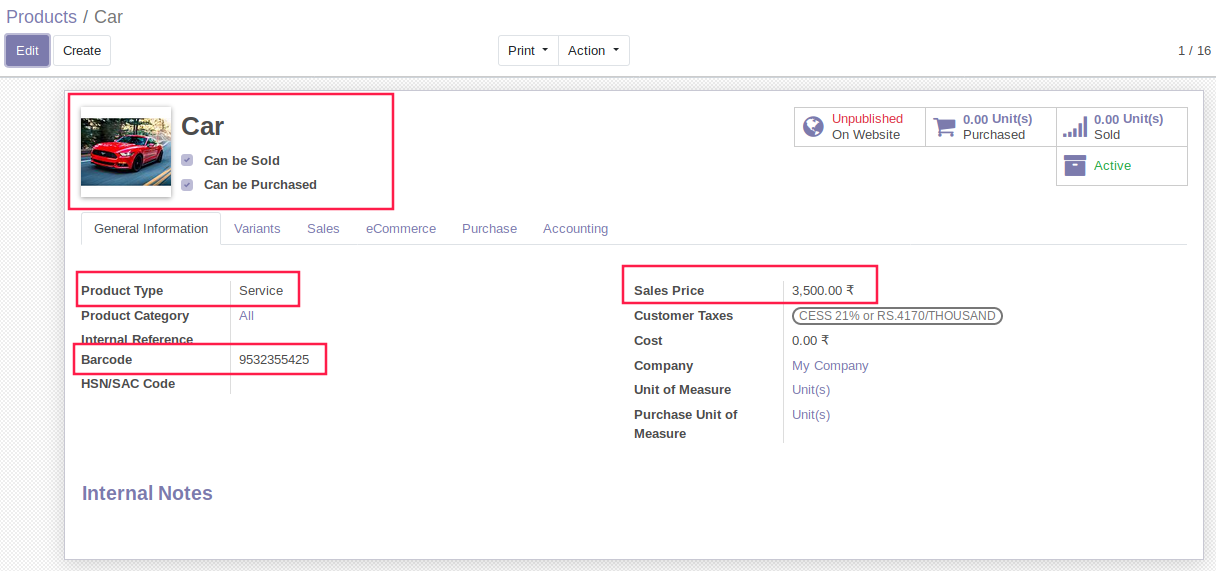 Products / Car
Edit Create Print Action 1 / 16
Car
Can be Sold
Can be Purchased
Unpublished
On Website
0.00 Unit(s)
Purchased
0.00 Unit(s)
Sold
Active
General Information Variants Sales eCommerce Purchase Accounting
Product Type Service
Product Category All
Internal Reference
Barcode 9532355425
HSN/SAC Code
Sales Price 3,500.00 ₹
Customer Taxes CESS 21% or RS.4170/THOUSAND
Cost 0.00 ₹
Company My Company
Unit of Measure Unit(s)
Purchase Unit of Unit(s)
Measure
Internal Notes